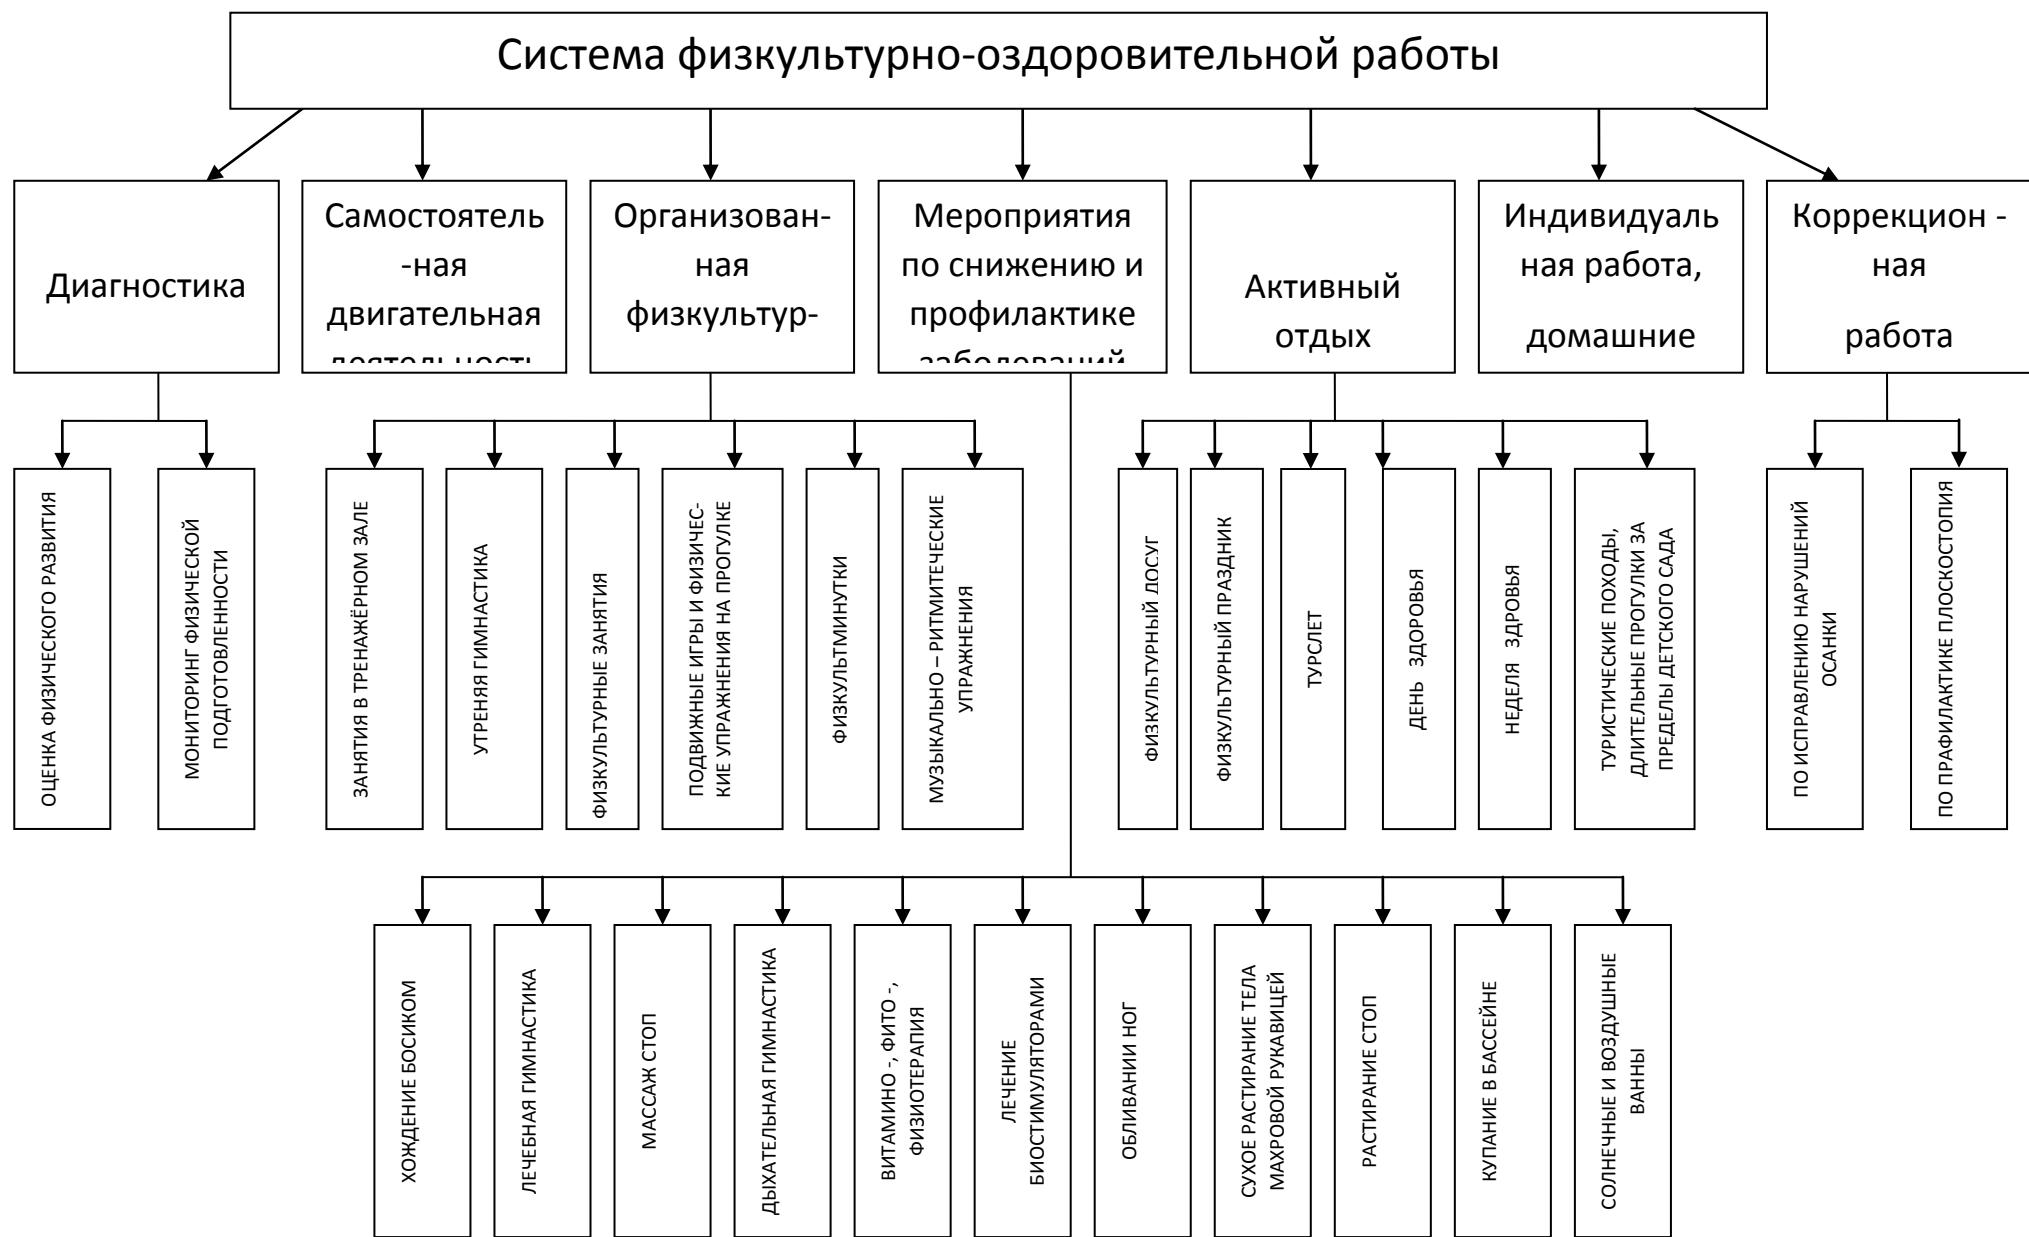 Система физкультурно-оздоровительной работы
Диагностика
Самостоятель
-ная
двигательная
деятельность
Организован-
ная
физкультур-
Мероприятия
по снижению и
профилактике
заболеваний
Активный
отдых
Индивидуаль
ная работа,
домашние
Коррекцион -
ная
работа
ОЦЕНКА ФИЗИЧЕСКОГО РАЗВИТИЯ
МОНИТОРИНГ ФИЗИЧЕСКОЙ
ПОДГОТОВЛЕННОСТИ
ЗАНЯТИЯ В ТРЕНАЖЁРНОМ ЗАЛЕ
УТРЕНЯЯ ГИМНАСТИКА
ФИЗКУЛЬТУРНЫЕ ЗАНЯТИЯ
ПОДВИЖНЫЕ ИГРЫ И ФИЗИЧЕС-
КИЕ УПРАЖНЕНИЯ НА ПРОГУЛКЕ
ФИЗКУЛЬТМИНУТКИ
МУЗЫКАЛЬНО – РИТМИТЕЧЕСКИЕ
УПРАЖНЕНИЯ
ФИЗКУЛЬТУРНЫЙ ДОСУГ
ФИЗКУЛЬТУРНЫЙ ПРАЗДНИК
ТУРСЛЕТ
ДЕНЬ ЗДОРОВЬЯ
НЕДЕЛЯ ЗДРОВЬЯ
ТУРИСТИЧЕСКИЕ ПОХОДЫ,
ДЛИТЕЛЬНЫЕ ПРОГУЛКИ ЗА
ПРЕДЕЛЫ ДЕТСКОГО САДА
ПО ИСПРАВЛЕНИЮ НАРУШЕНИЙ
ОСАНКИ
ПО ПРАФИЛАКТИКЕ ПЛОСКОСТОПИЯ
ХОЖДЕНИЕ БОСИКОМ
ЛЕЧЕБНАЯ ГИМНАСТИКА
МАССАЖ СТОП
ДЫХАТЕЛЬНАЯ ГИМНАСТИКА
ВИТАМИНО -, ФИТО -,
ФИЗИОТЕРАПИЯ
ЛЕЧЕНИЕ
БИОСТИМУЛЯТОРАМИ
ОБЛИВАНИИ НОГ
СУХОЕ РАСТИРАНИЕ ТЕЛА
МАХРОВОЙ РУКАВИЦЕЙ
РАСТИРАНИЕ СТОП
КУПАНИЕ В БАССЕЙНЕ
СОЛНЕЧНЫЕ И ВОЗДУШНЫЕ
ВАННЫ